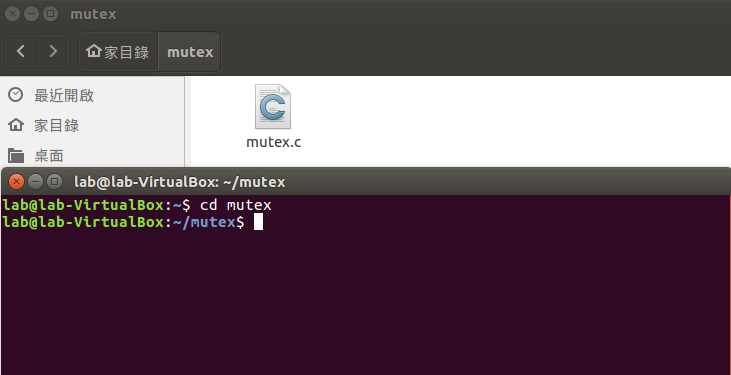 mutex
家目錄 mutex
最近開啟
家目錄
桌面
mutex.c
lab@lab-VirtualBox: ~/mutex
lab@lab-VirtualBox:~$ cd mutex
lab@lab-VirtualBox:~/mutex$